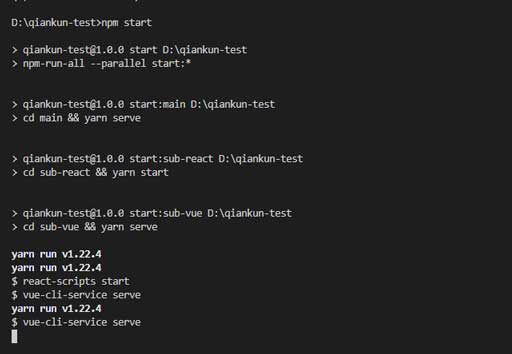 D:\qiankun-test>npm start
> qiankun-test@1.0.0 start D:\qiankun-test
> npm-run-all --parallel start:*
> qiankun-test@1.0.0 start:main D:\qiankun-test
> cd main && yarn serve
> qiankun-test@1.0.0 start:sub-react D:\qiankun-test
> cd sub-react && yarn start
> qiankun-test@1.0.0 start:sub-vue D:\qiankun-test
> cd sub-vue && yarn serve
yarn run v1.22.4
yarn run v1.22.4
$ react-scripts start
$ vue-cli-service serve
yarn run v1.22.4
$ vue-cli-service serve